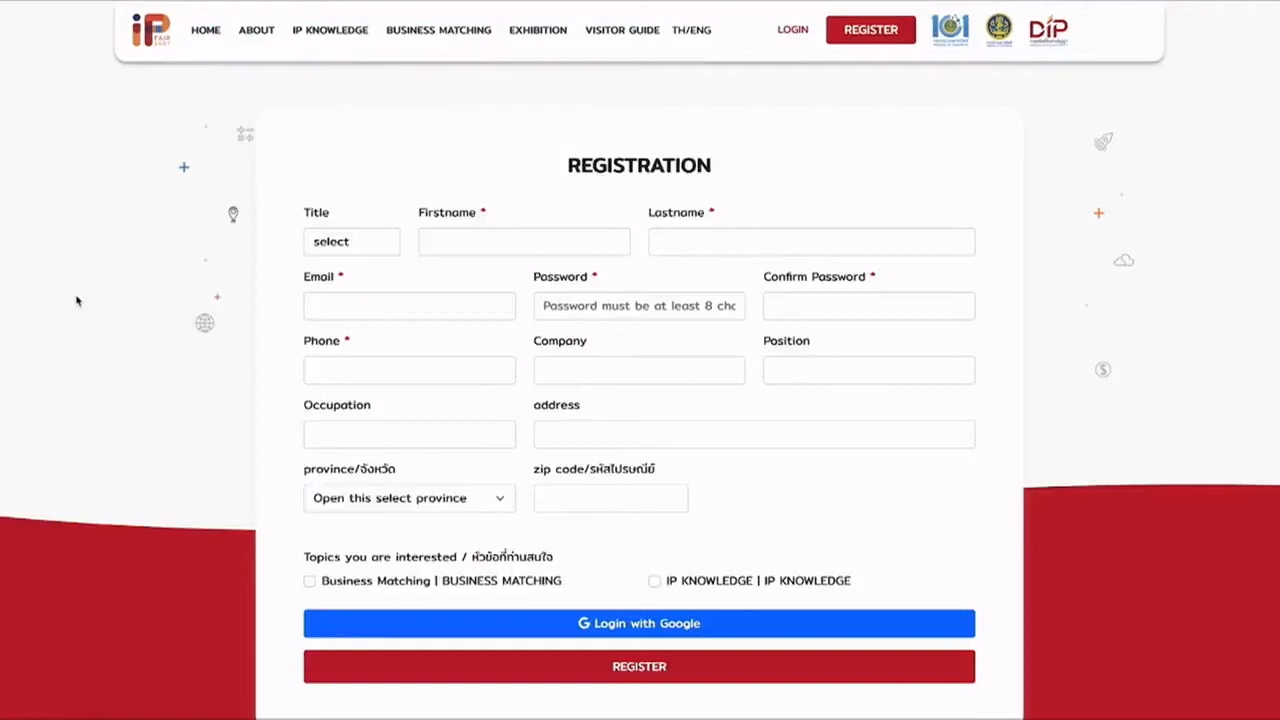 iP FAIR
HOME ABOUT IP KNOWLEDGE BUSINESS MATCHING EXHIBITION VISITOR GUIDE TH/ENG LOGIN REGISTER 101 DIP
REGISTRATION
Title Firstname * Lastname *
select
Email * Password * Confirm Password *
Password must be at least 8 cha
Phone * Company Position
Occupation address
province/จังหวัด zip code/รหัสไปรษณีย์
Open this select province
Topics you are interested / หัวข้อที่ท่านสนใจ
Business Matching | BUSINESS MATCHING IP KNOWLEDGE | IP KNOWLEDGE
G Login with Google
REGISTER